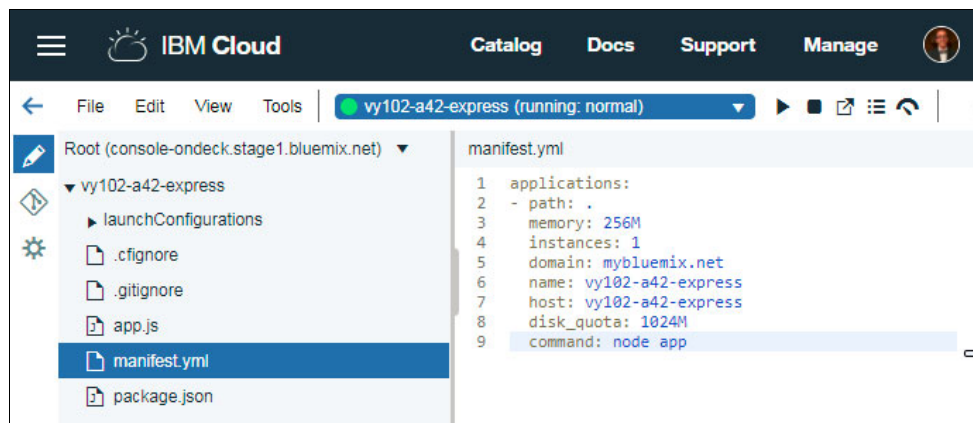 IBM Cloud Catalog Docs Support Manage
File Edit View Tools vy102-a42-express (running: normal)
Root (console-ondeck.stage1.bluemix.net)
vy102-a42-express
launchConfigurations
.cfignore
.gitignore
app.js
manifest.yml
package.json
manifest.yml
1 applications:
2 - path: .
3 memory: 256M
4 instances: 1
5 domain: mybluemix.net
6 name: vy102-a42-express
7 host: vy102-a42-express
8 disk_quota: 1024M
9 command: node app